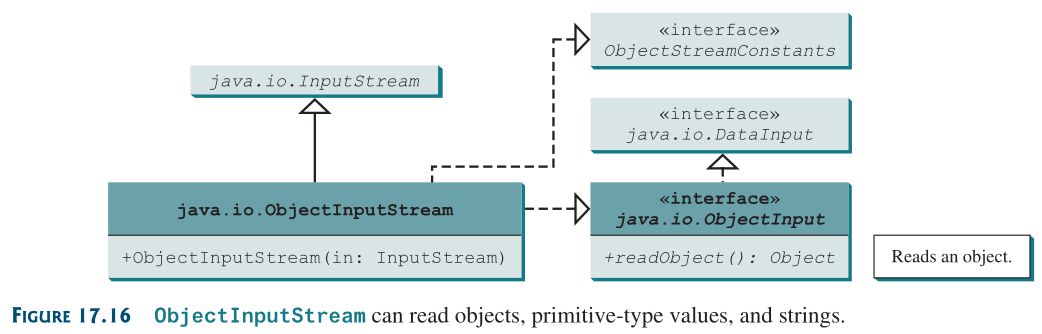 «interface»
ObjectStreamConstants
java.io.InputStream
«interface»
java.io.DataInput
java.io.ObjectInputStream
«interface»
java.io.ObjectInput
+ObjectInputStream(in: InputStream)
+readObject(): Object
Reads an object.
FIGURE 17.16 ObjectInputStream can read objects, primitive-type values, and strings.